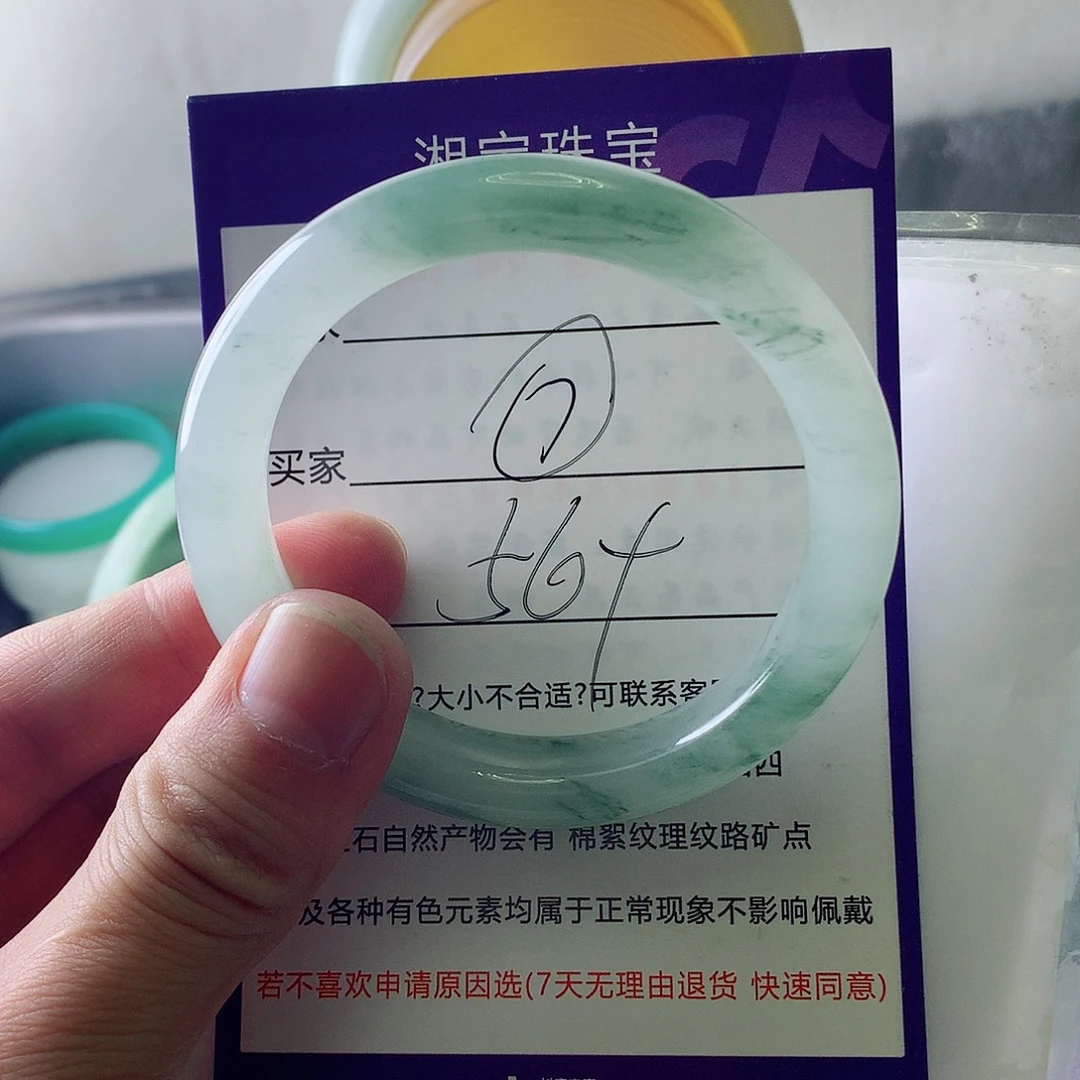 湘宝珠宝
买家
564
?大小不合适?可联系客
四
石自然产物会有 棉絮纹理纹路矿点
及各种有色元素均属于正常现象不影响佩戴
若不喜欢申请原因选(7天无理由退货 快速同意)